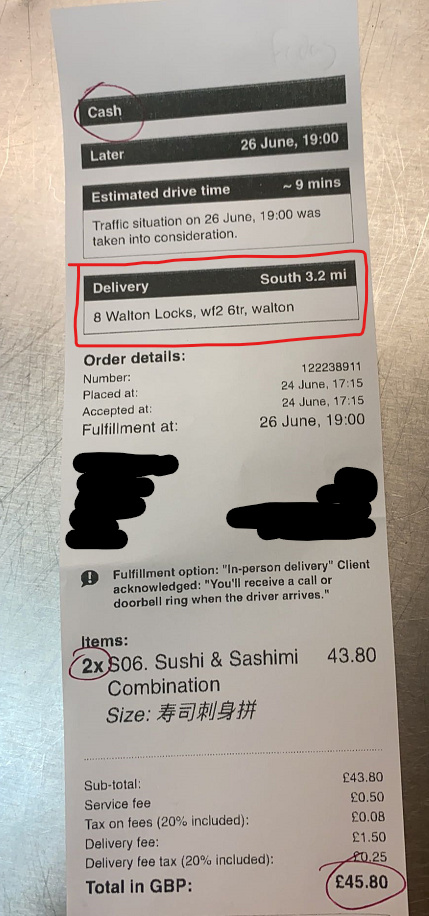 Cash
Later 26 June, 19:00
Estimated drive time ~ 9 mins
Traffic situation on 26 June, 19:00 was
taken into consideration.
Delivery South 3.2 mi
8 Walton Locks, wf2 6tr, walton
Order details:
Number: 122238911
Placed at: 24 June, 17:15
Accepted at: 24 June, 17:15
Fulfillment at: 26 June, 19:00
Fulfillment option: "In-person delivery" Client
acknowledged: "You'll receive a call or
doorbell ring when the driver arrives."
Items:
2x S06. Sushi & Sashimi 43.80
Combination
Size: 寿司刺身拼
Sub-total: £43.80
Service fee £0.50
Tax on fees (20% included): £0.08
Delivery fee: £1.50
Delivery fee tax (20% included): £0.25
Total in GBP: £45.80